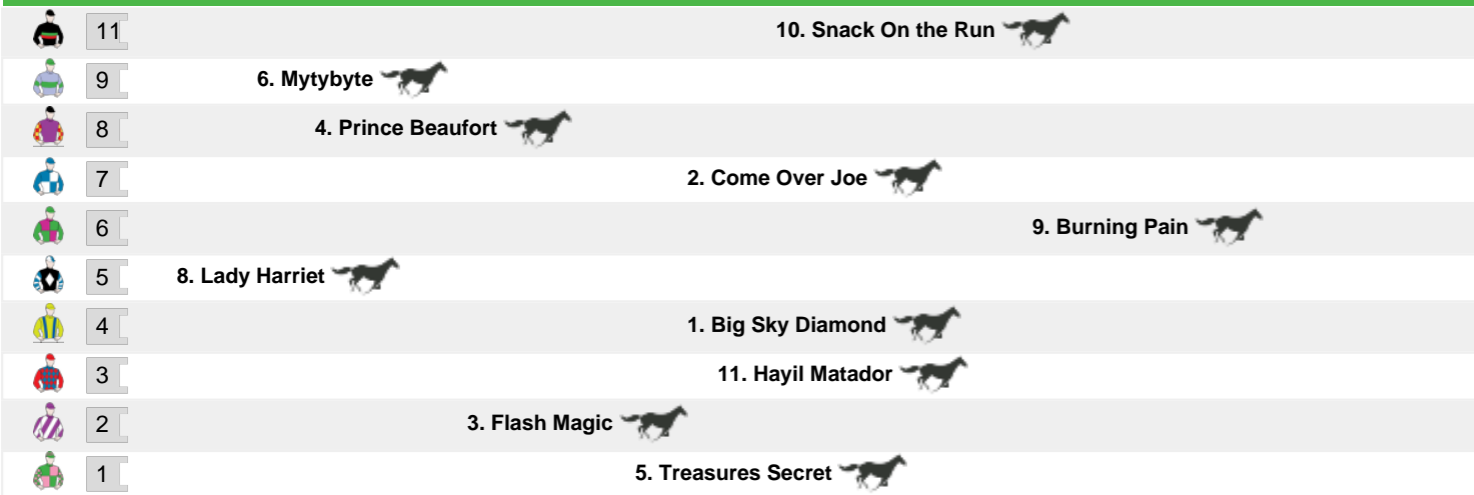 11 10. Snack On the Run
9 6. Mytybyte
8 4. Prince Beaufort
7 2. Come Over Joe
6 9. Burning Pain
5 8. Lady Harriet
4 1. Big Sky Diamond
3 11. Hayil Matador
2 3. Flash Magic
1 5. Treasures Secret